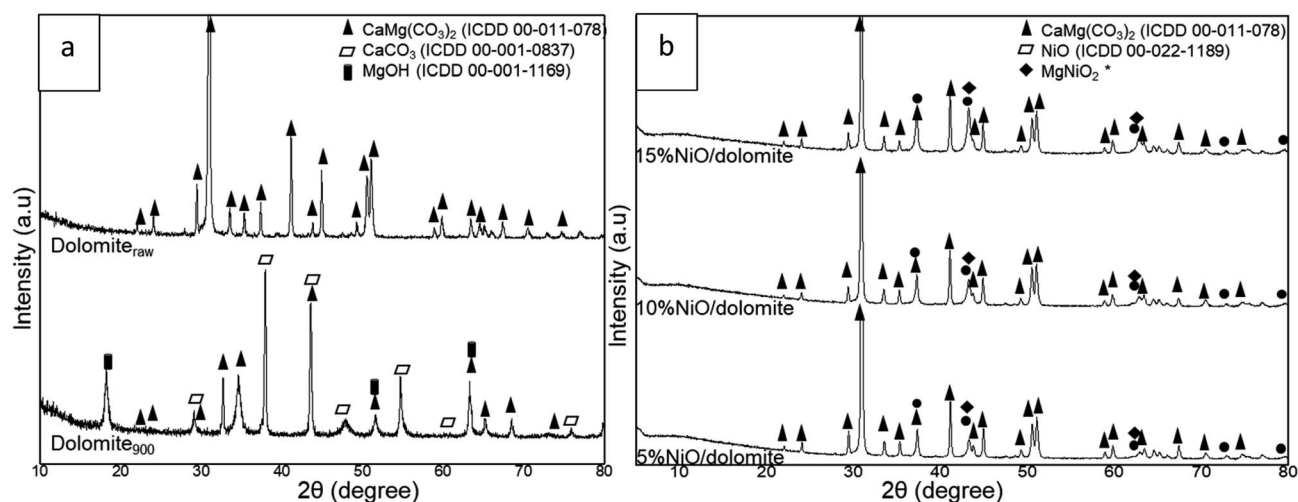 a
▲ CaMg(CO₃)₂ (ICDD 00-011-078)
▱ CaCO₃ (ICDD 00-001-0837)
MgOH (ICDD 00-001-1169)
Intensity (a.u)
Dolomite_raw
Dolomite₉₀₀
10 20 30 40 50 60 70 80
2θ (degree)
b
▲ CaMg(CO₃)₂ (ICDD 00-011-078)
▱ NiO (ICDD 00-022-1189)
◆ MgNiO₂ *
Intensity (a.u)
15%NiO/dolomite
10%NiO/dolomite
5%NiO/dolomite
10 20 30 40 50 60 70 80
2θ (degree)